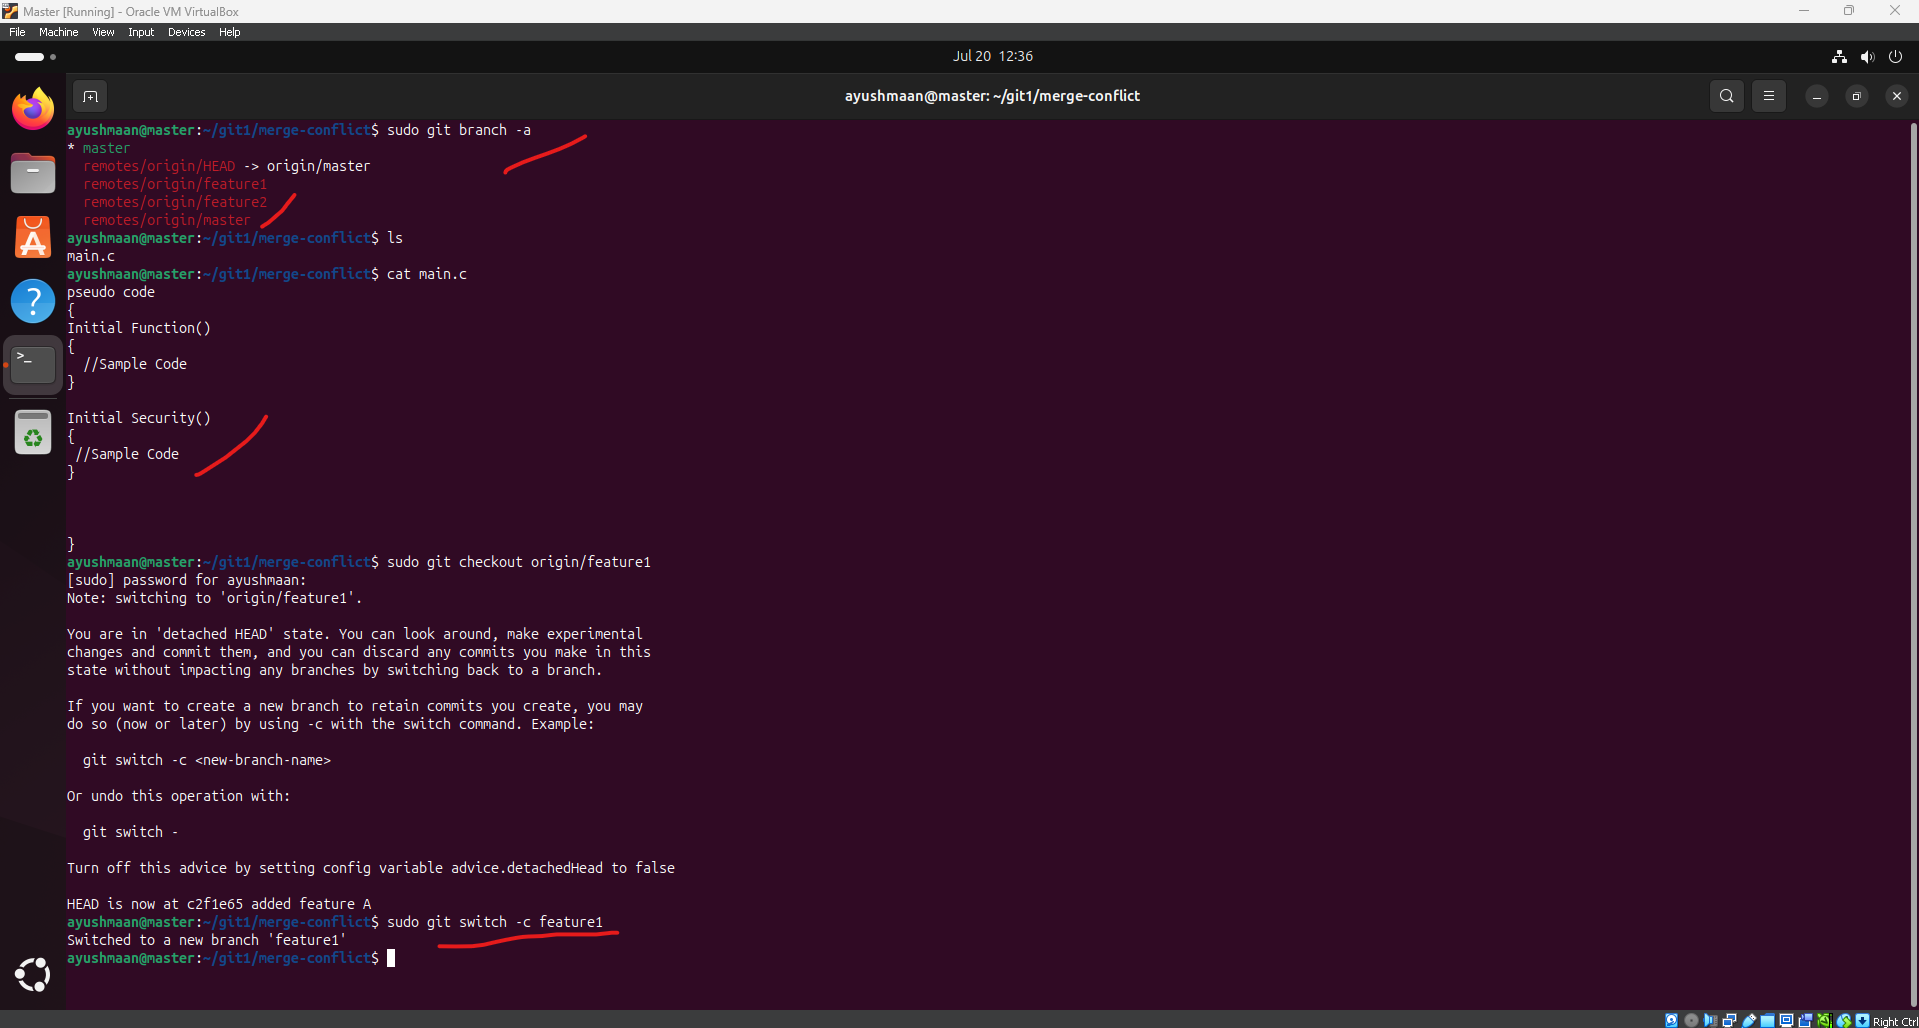 Master [Running] - Oracle VM VirtualBox
File Machine View Input Devices Help
Jul 20 12:36
ayushmaan@master: ~/git1/merge-conflict
ayushmaan@master:~/git1/merge-conflict$ sudo git branch -a
* master
remotes/origin/HEAD -> origin/master
remotes/origin/feature1
remotes/origin/feature2
remotes/origin/master
ayushmaan@master:~/git1/merge-conflict$ ls
main.c
ayushmaan@master:~/git1/merge-conflict$ cat main.c
pseudo code
{
Initial Function()
{
//Sample Code
}
Initial Security()
{
//Sample Code
}
}
ayushmaan@master:~/git1/merge-conflict$ sudo git checkout origin/feature1
[sudo] password for ayushmaan:
Note: switching to 'origin/feature1'.
You are in 'detached HEAD' state. You can look around, make experimental
changes and commit them, and you can discard any commits you make in this
state without impacting any branches by switching back to a branch.
If you want to create a new branch to retain commits you create, you may
do so (now or later) by using -c with the switch command. Example:
git switch -c <new-branch-name>
Or undo this operation with:
git switch -
Turn off this advice by setting config variable advice.detachedHead to false
HEAD is now at c2f1e65 added feature A
ayushmaan@master:~/git1/merge-conflict$ sudo git switch -c feature1
Switched to a new branch 'feature1'
ayushmaan@master:~/git1/merge-conflict$
Right Ctrl